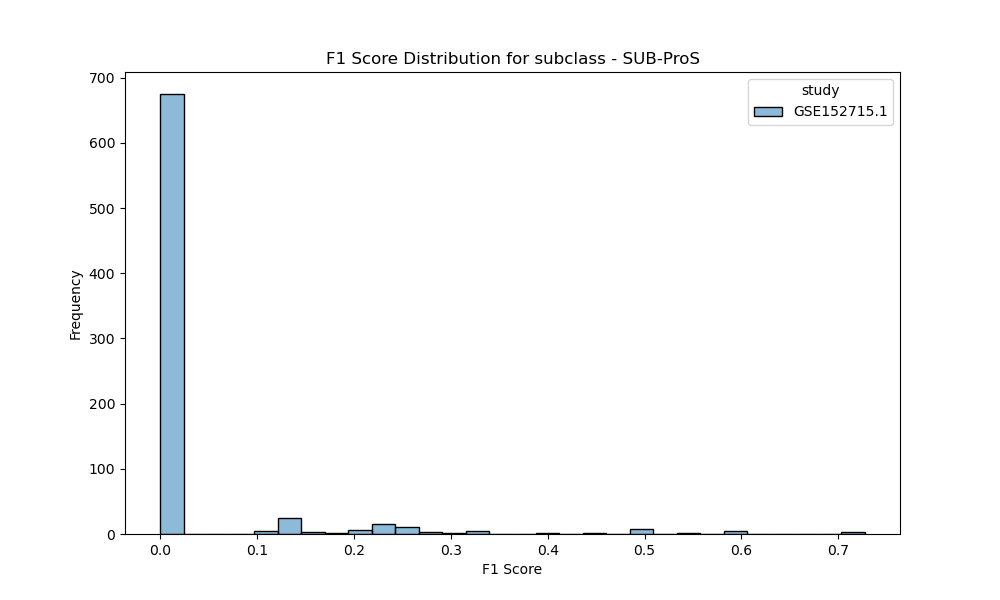 F1 Score Distribution for subclass - SUB-ProS
study
GSE152715.1
700
600
500
400
300
200
100
0
Frequency
0.0 0.1 0.2 0.3 0.4 0.5 0.6 0.7
F1 Score